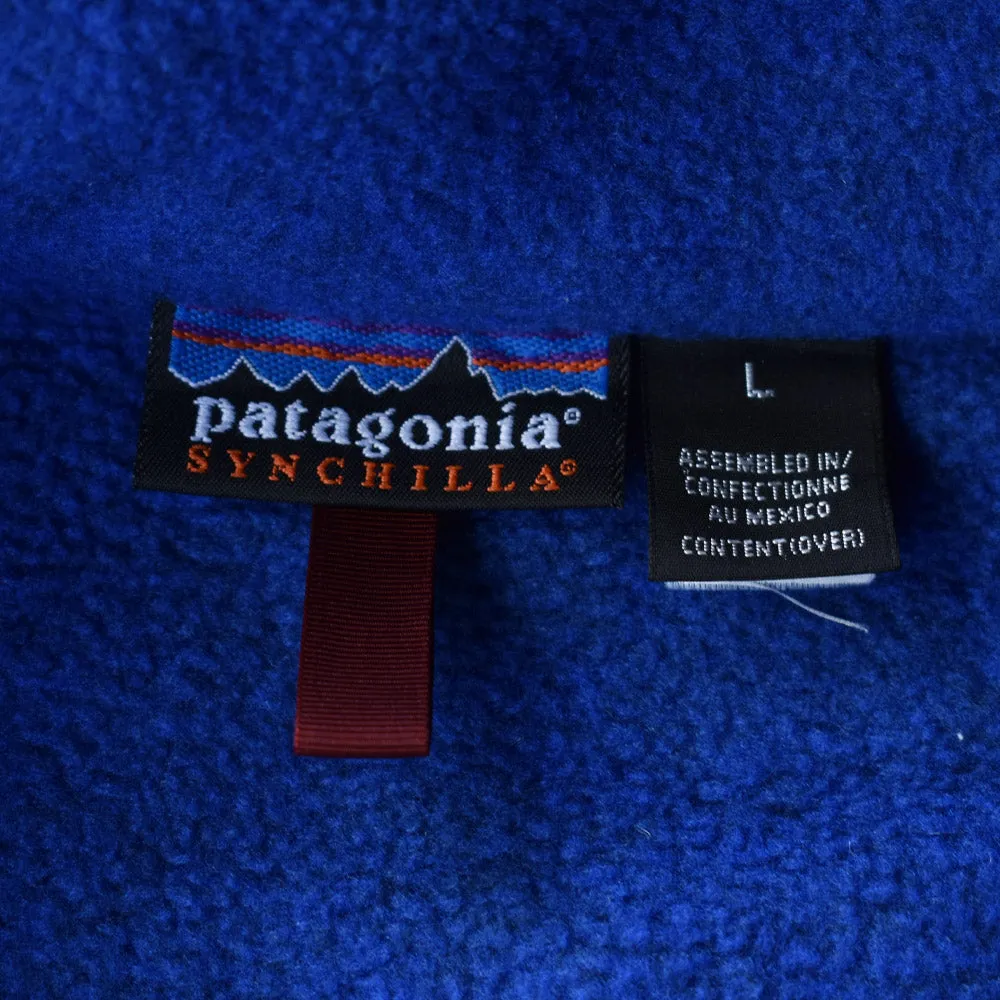 patagonia®
SYNCHILLA®
L
ASSEMBLED IN/
CONFECTIONNE
AU MEXICO
CONTENT(OVER)